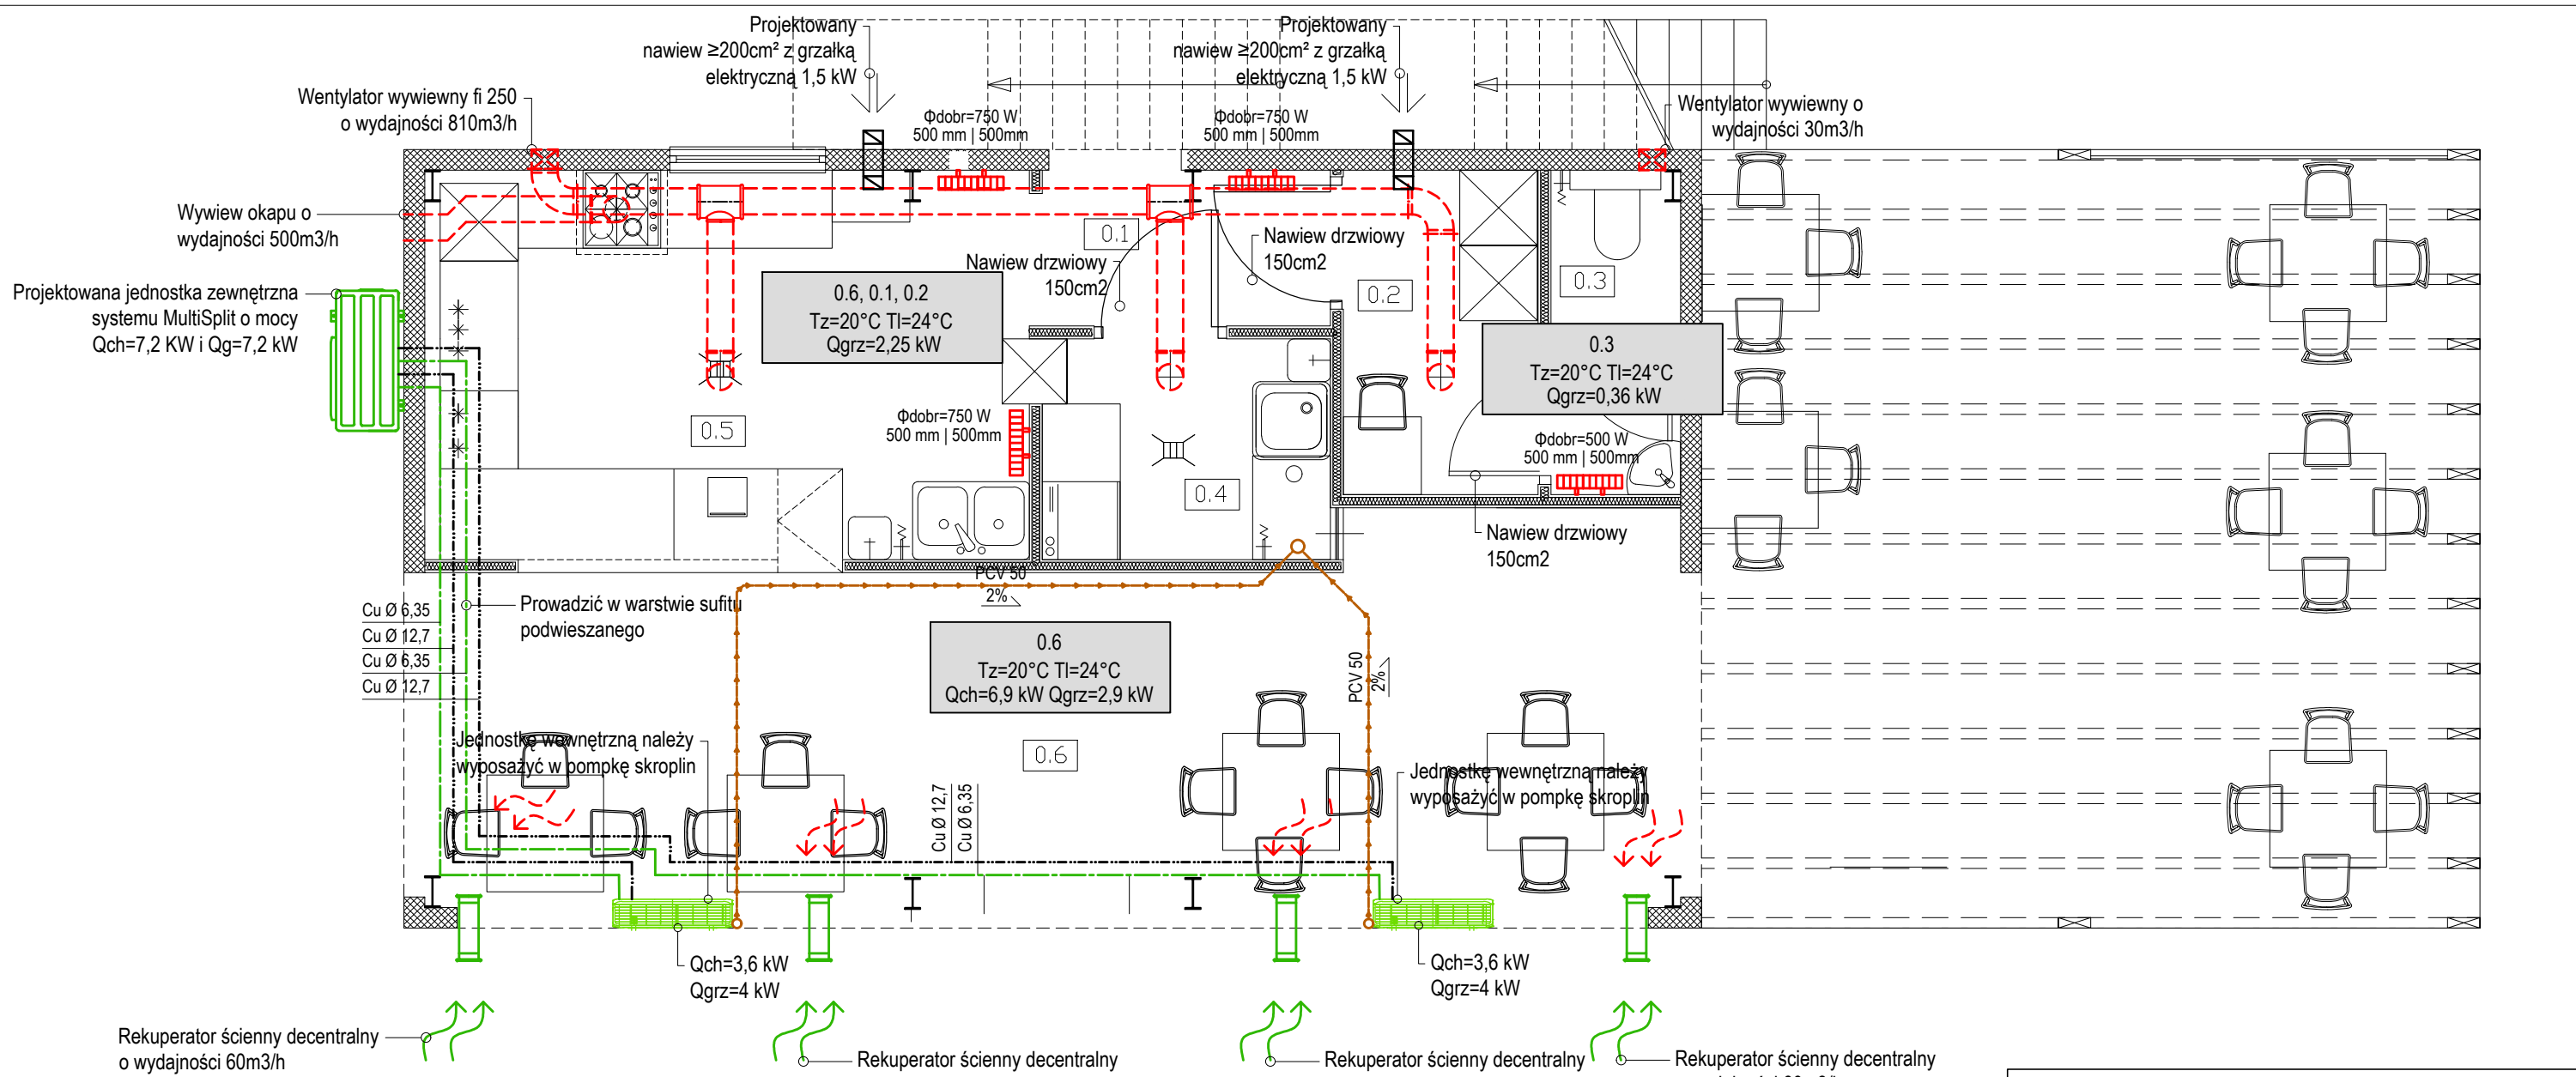 Projektowany
nawiew ≥200cm² z grzałką
elektryczną 1,5 kW
Projektowany
nawiew ≥200cm² z grzałką
elektryczną 1,5 kW
Wentylator wywiewny fi 250
o wydajności 810m3/h
Φdobr=750 W
500 mm | 500mm
Φdobr=750 W
500 mm | 500mm
Wentylator wywiewny o
wydajności 30m3/h
Wywiew okapu o
wydajności 500m3/h
0.1
Nawiew drzwiowy
150cm2
Nawiew drzwiowy
150cm2
0.2
0.3
Projektowana jednostka zewnętrzna
systemu MultiSplit o mocy
Qch=7,2 KW i Qg=7,2 kW
0.6, 0.1, 0.2
Tz=20°C Tl=24°C
Qgrz=2,25 kW
0.3
Tz=20°C Tl=24°C
Qgrz=0,36 kW
0.5
Φdobr=750 W
500 mm | 500mm
Φdobr=500 W
500 mm | 500mm
0.4
Nawiew drzwiowy
150cm2
PCV 50
2%
Cu Ø 6,35
Cu Ø 12,7
Cu Ø 6,35
Cu Ø 12,7
Prowadzić w warstwie sufitu
podwieszanego
0.6
Tz=20°C Tl=24°C
Qch=6,9 kW Qgrz=2,9 kW
PCV 50
2%
0.6
Jednostkę wewnętrzną należy
wyposażyć w pompkę skroplin
Cu Ø 12,7
Cu Ø 6,35
Jednostkę wewnętrzną należy
wyposażyć w pompkę skroplin
Qch=3,6 kW
Qgrz=4 kW
Qch=3,6 kW
Qgrz=4 kW
Rekuperator ścienny decentralny
o wydajności 60m3/h
Rekuperator ścienny decentralny
Rekuperator ścienny decentralny
Rekuperator ścienny decentralny